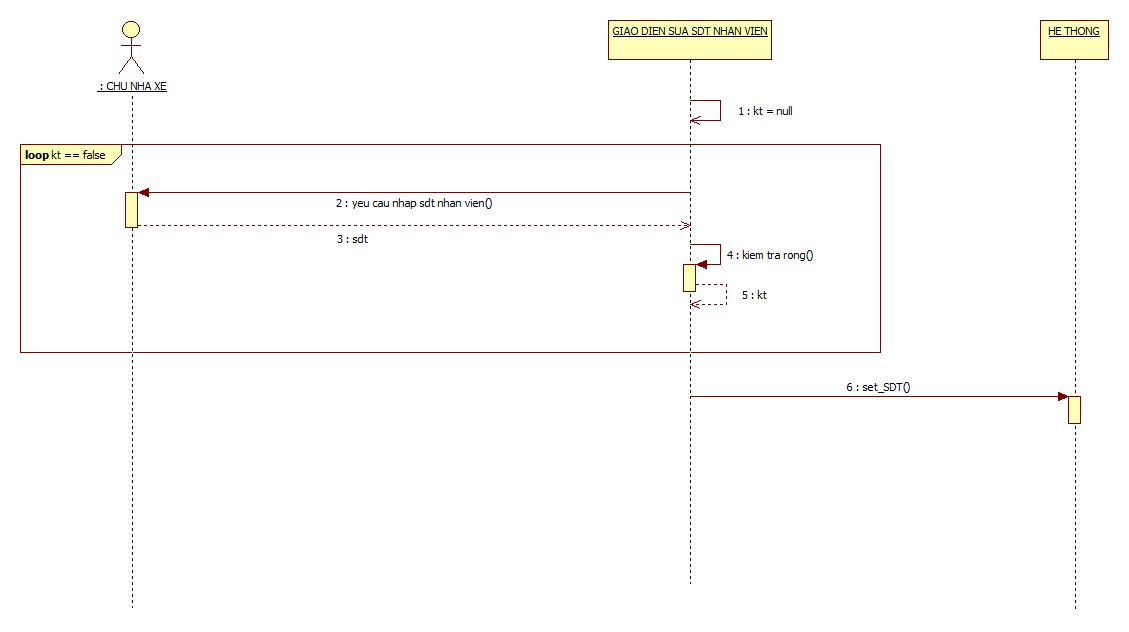 GIAO DIEN SUA SDT NHAN VIEN
HE THONG
: CHU NHA XE
1 : kt = null
loop kt == false
2 : yeu cau nhap sdt nhan vien()
3 : sdt
4 : kiem tra rong()
5 : kt
6 : set_SDT()